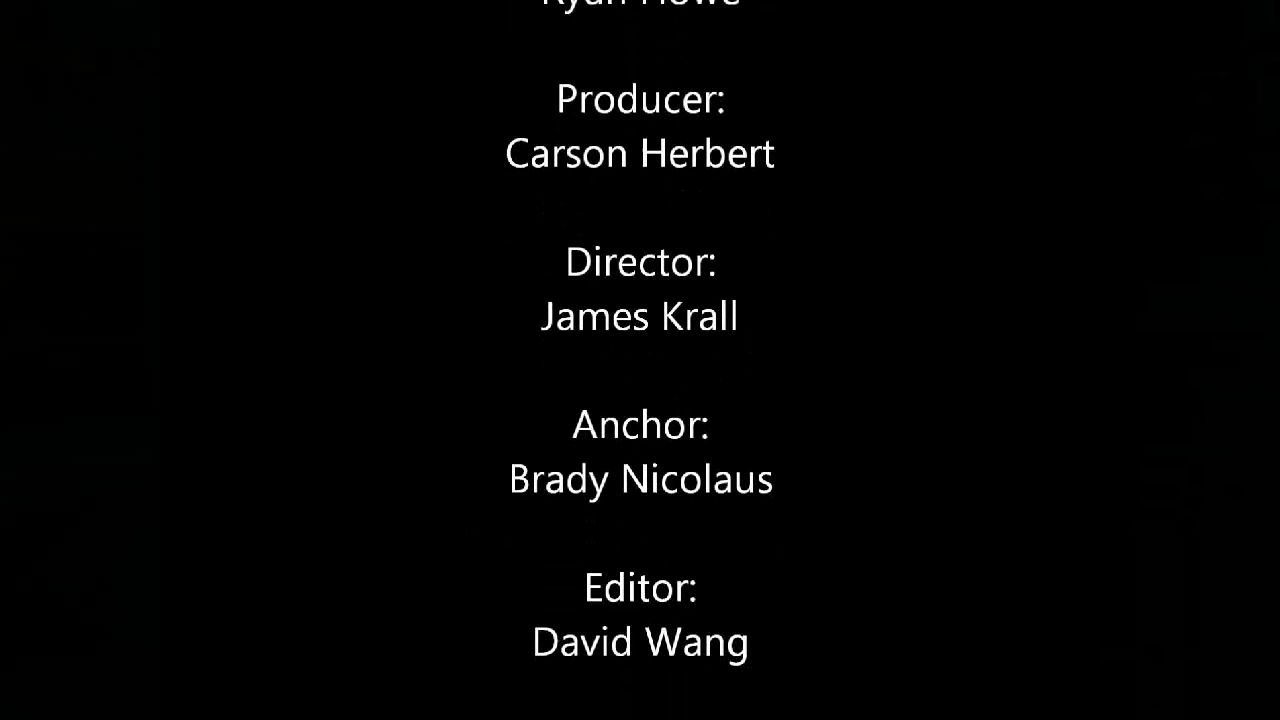 Producer:
Carson Herbert
Director:
James Krall
Anchor:
Brady Nicolaus
Editor:
David Wang